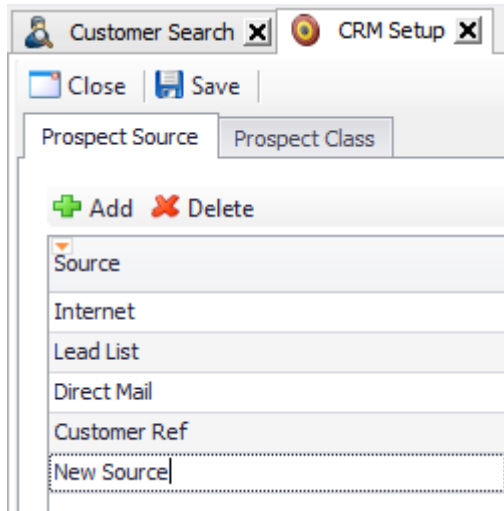 Customer Search CRM Setup
Close Save
Prospect Source Prospect Class
Add Delete
Source
Internet
Lead List
Direct Mail
Customer Ref
New Source